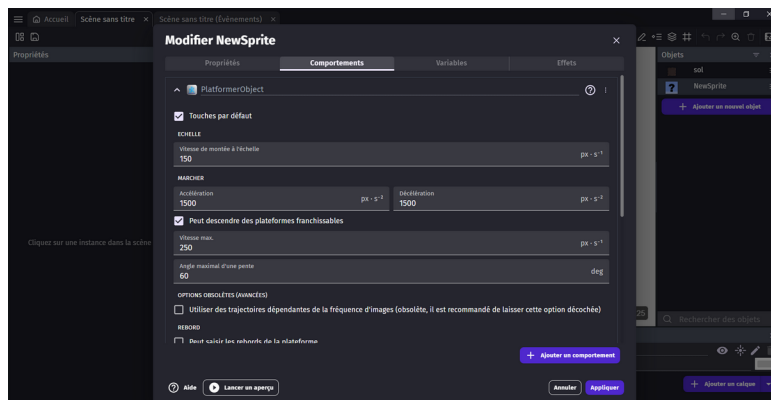 Accueil
Scène sans titre ×
Scène sans titre (Évènements) ×
Propriétés
Cliquez sur une instance dans la scène
Modifier NewSprite ×
Propriétés
Comportements
Variables
Effets
PlatformerObject
Touches par défaut
ECHELLE
Vitesse de montée à l'échelle
150 px · s⁻¹
MARCHER
Accélération
1500 px · s⁻²
Décélération
1500 px · s⁻²
Peut descendre des plateformes franchissables
Vitesse max.
250 px · s⁻¹
Angle maximal d'une pente
60 deg
OPTIONS OBSOLÈTES (AVANCÉES)
Utiliser des trajectoires dépendantes de la fréquence d'images (obsolète, il est recommandé de laisser cette option décochée)
REBORD
Peut saisir les rebords de la plateforme
+ Ajouter un comportement
Aide
Lancer un aperçu
Annuler
Appliquer
Objets
sol
NewSprite
+ Ajouter un nouvel objet
25
Rechercher des objets
+ Ajouter un calque